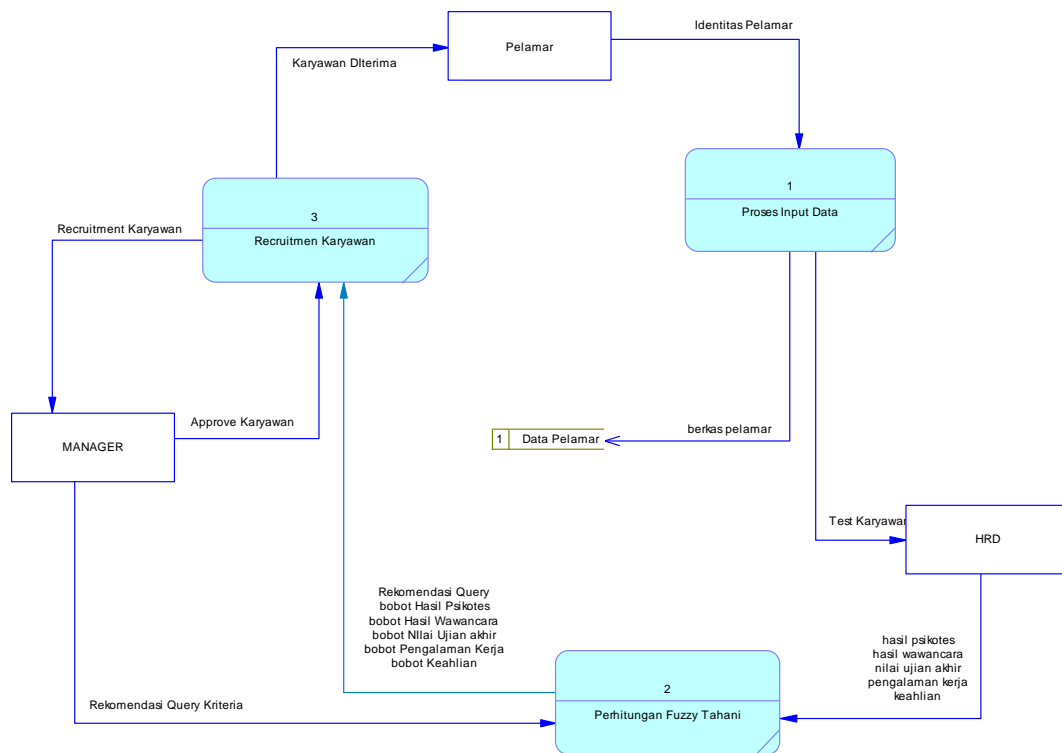 Identitas Pelamar
Pelamar
Karyawan DIterima
1
Proses Input Data
3
Recruitmen Karyawan
Recruitment Karyawan
Approve Karyawan
MANAGER
berkas pelamar
1 Data Pelamar
Test Karyawan
HRD
Rekomendasi Query
bobot Hasil Psikotes
bobot Hasil Wawancara
bobot NIlai Ujian akhir
bobot Pengalaman Kerja
bobot Keahlian
hasil psikotes
hasil wawancara
nilai ujian akhir
pengalaman kerja
keahlian
2
Perhitungan Fuzzy Tahani
Rekomendasi Query Kriteria